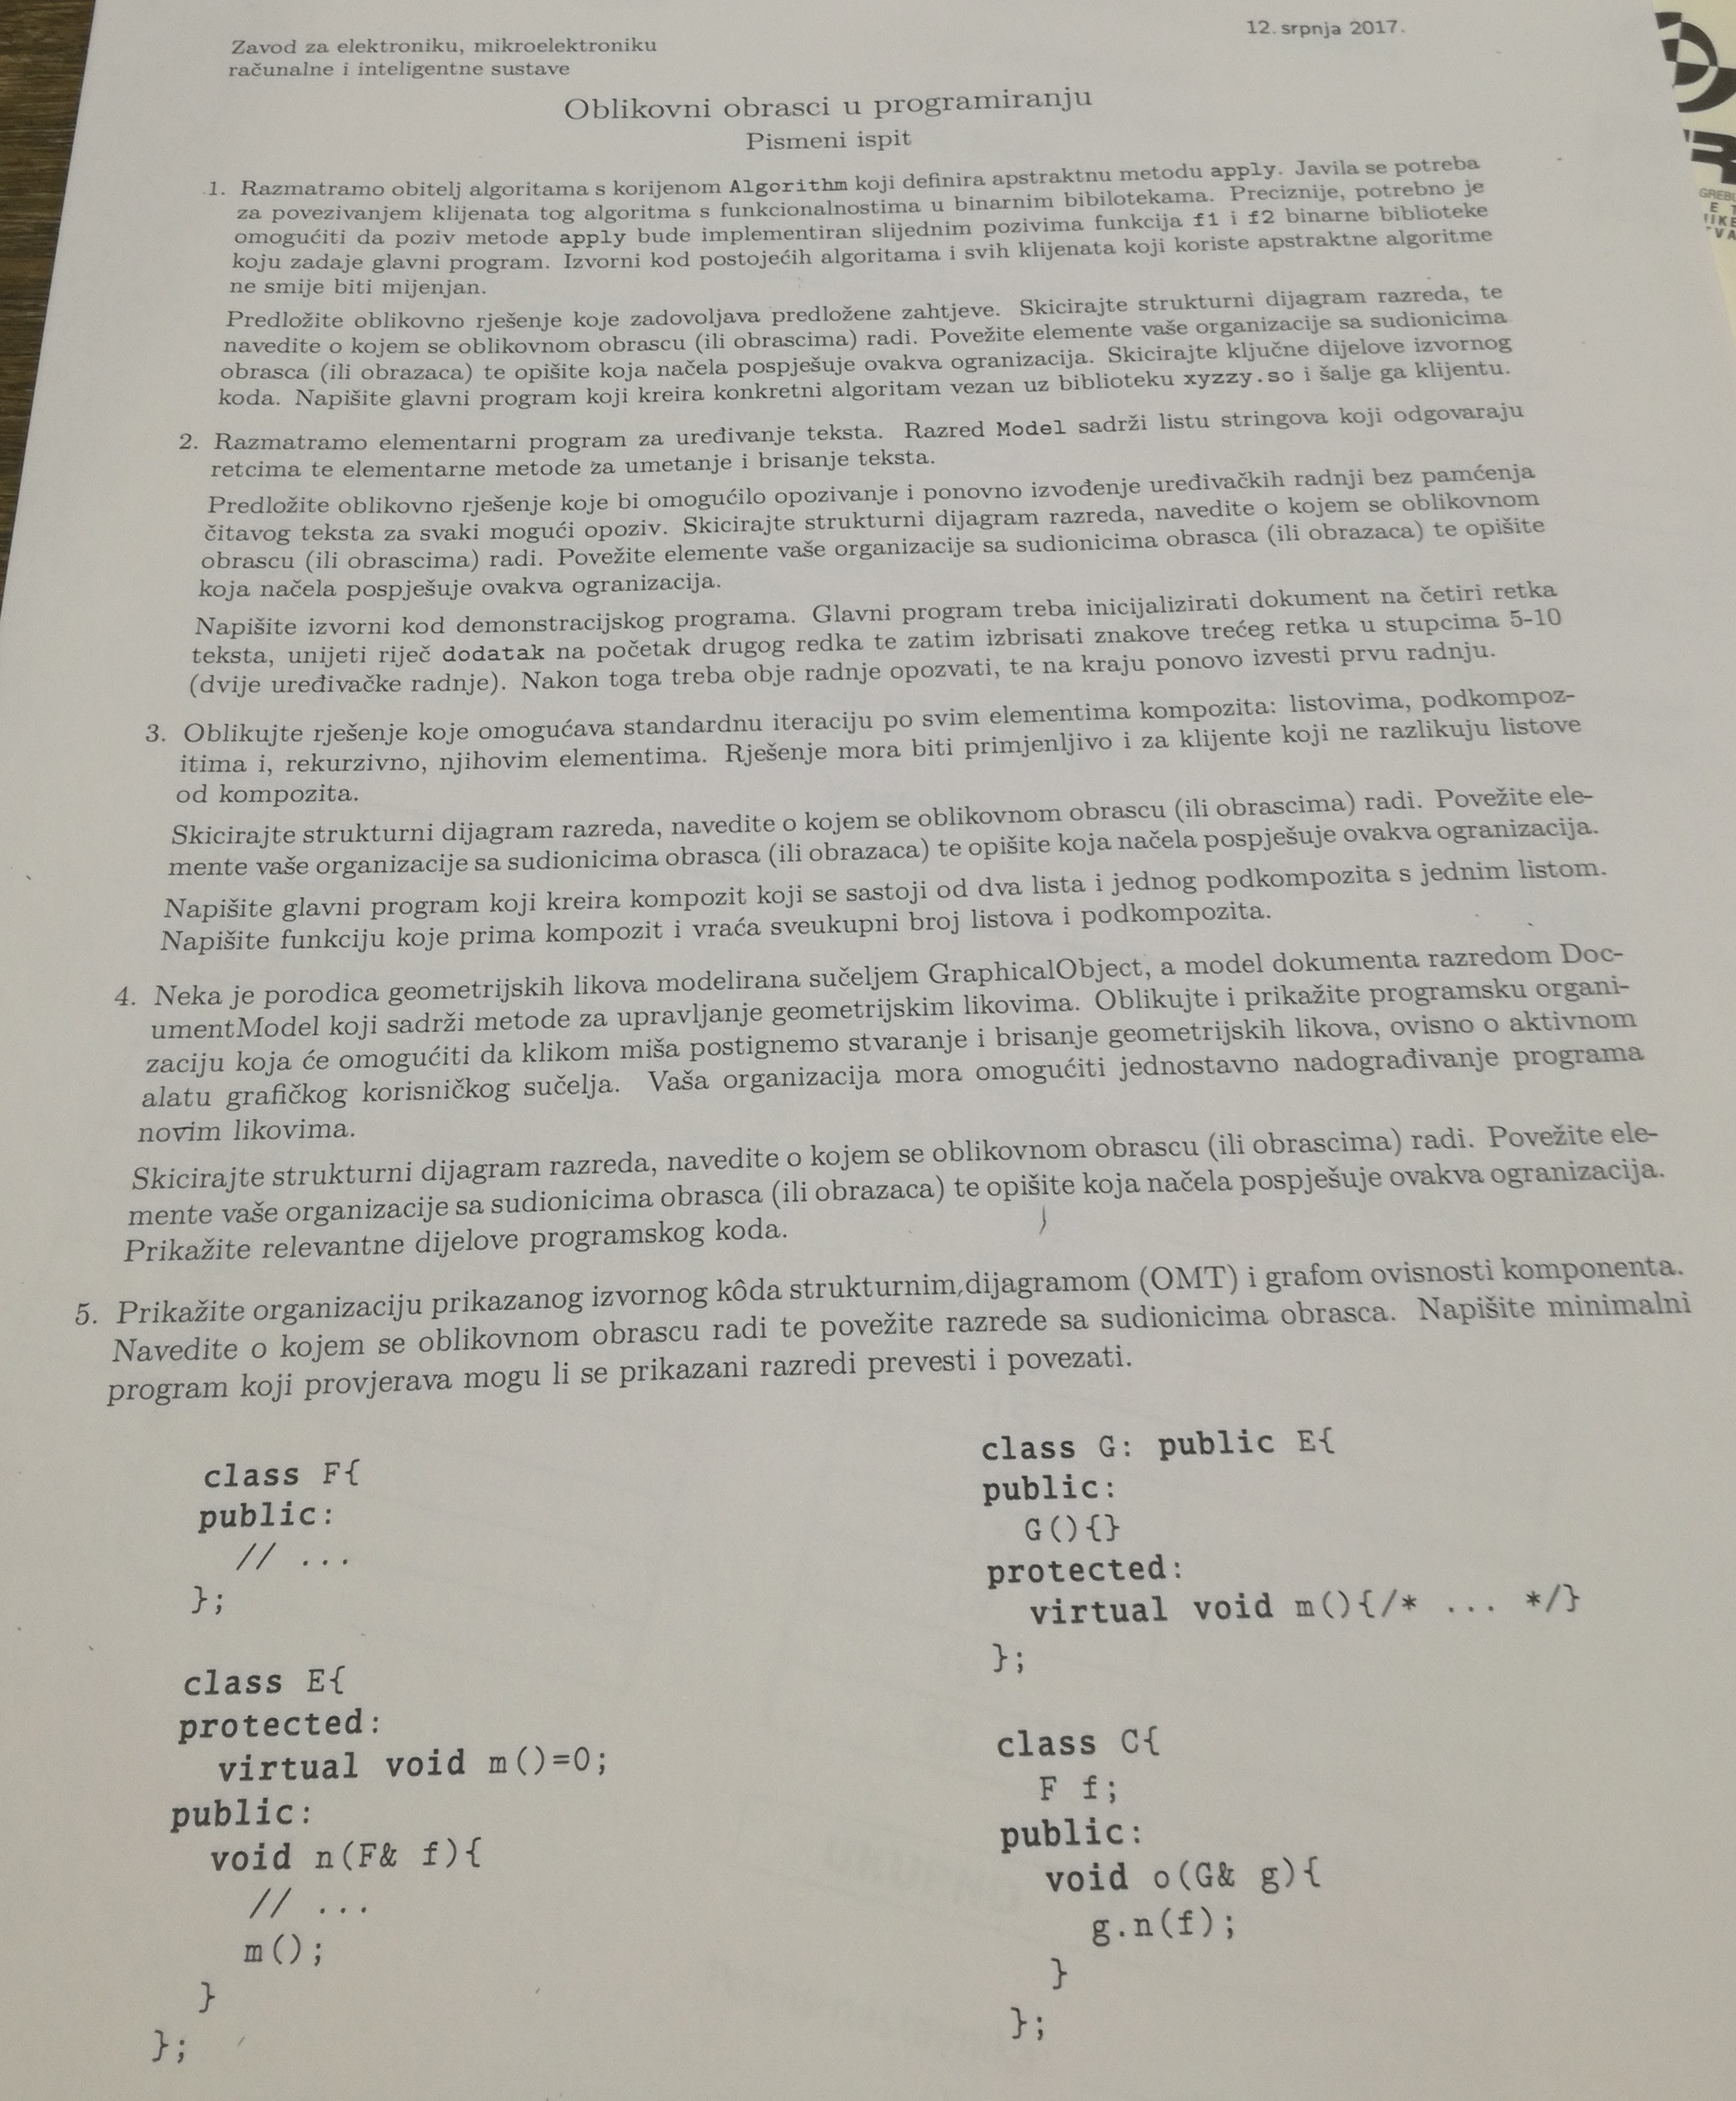 Zavod za elektroniku, mikroelektroniku
računalne i inteligentne sustave
12. srpnja 2017.
Oblikovni obrasci u programiranju
Pismeni ispit
1. Razmatramo obitelj algoritama s korijenom Algorithm koji definira apstraktnu metodu apply. Javila se potreba
za povezivanjem klijenata tog algoritma s funkcionalnostima u binarnim bibilotekama. Preciznije, potrebno je
omogućiti da poziv metode apply bude implementiran slijednim pozivima funkcija f1 i f2 binarne biblioteke
koju zadaje glavni program. Izvorni kod postojećih algoritama i svih klijenata koji koriste apstraktne algoritme
ne smije biti mijenjan.
Predložite oblikovno rješenje koje zadovoljava predložene zahtjeve. Skicirajte strukturni dijagram razreda, te
navedite o kojem se oblikovnom obrascu (ili obrascima) radi. Povežite elemente vaše organizacije sa sudionicima
obrasca (ili obrazaca) te opišite koja načela pospješuje ovakva ogranizacija. Skicirajte ključne dijelove izvornog
koda. Napišite glavni program koji kreira konkretni algoritam vezan uz biblioteku xyzzy.so i šalje ga klijentu.
2. Razmatramo elementarni program za uređivanje teksta. Razred Model sadrži listu stringova koji odgovaraju
retcima te elementarne metode za umetanje i brisanje teksta.
Predložite oblikovno rješenje koje bi omogućilo opozivanje i ponovno izvođenje uređivačkih radnji bez pamćenja
čitavog teksta za svaki mogući opoziv. Skicirajte strukturni dijagram razreda, navedite o kojem se oblikovnom
obrascu (ili obrascima) radi. Povežite elemente vaše organizacije sa sudionicima obrasca (ili obrazaca) te opišite
koja načela pospješuje ovakva ogranizacija.
Napišite izvorni kod demonstracijskog programa. Glavni program treba inicijalizirati dokument na četiri retka
teksta, unijeti riječ dodatak na početak drugog redka te zatim izbrisati znakove trećeg retka u stupcima 5-10
(dvije uređivačke radnje). Nakon toga treba obje radnje opozvati, te na kraju ponovo izvesti prvu radnju.
3. Oblikujte rješenje koje omogućava standardnu iteraciju po svim elementima kompozita: listovima, podkompoz-
itima i, rekurzivno, njihovim elementima. Rješenje mora biti primjenljivo i za klijente koji ne razlikuju listove
od kompozita.
Skicirajte strukturni dijagram razreda, navedite o kojem se oblikovnom obrascu (ili obrascima) radi. Povežite ele-
mente vaše organizacije sa sudionicima obrasca (ili obrazaca) te opišite koja načela pospješuje ovakva ogranizacija.
Napišite glavni program koji kreira kompozit koji se sastoji od dva lista i jednog podkompozita s jednim listom.
Napišite funkciju koje prima kompozit i vraća sveukupni broj listova i podkompozita.
4. Neka je porodica geometrijskih likova modelirana sučeljem GraphicalObject, a model dokumenta razredom Doc-
umentModel koji sadrži metode za upravljanje geometrijskim likovima. Oblikujte i prikažite programsku organi-
zaciju koja će omogućiti da klikom miša postignemo stvaranje i brisanje geometrijskih likova, ovisno o aktivnom
alatu grafičkog korisničkog sučelja. Vaša organizacija mora omogućiti jednostavno nadograđivanje programa
novim likovima.
Skicirajte strukturni dijagram razreda, navedite o kojem se oblikovnom obrascu (ili obrascima) radi. Povežite ele-
mente vaše organizacije sa sudionicima obrasca (ili obrazaca) te opišite koja načela pospješuje ovakva ogranizacija.
Prikažite relevantne dijelove programskog koda.
5. Prikažite organizaciju prikazanog izvornog kôda strukturnim dijagramom (OMT) i grafom ovisnosti komponenta.
Navedite o kojem se oblikovnom obrascu radi te povežite razrede sa sudionicima obrasca. Napišite minimalni
program koji provjerava mogu li se prikazani razredi prevesti i povezati.
class F{
public:
// ...
};
class E{
protected:
virtual void m()=0;
public:
void n(F& f){
// ...
m();
}
};
class G: public E{
public:
G(){}
protected:
virtual void m(){/* ... */}
};
class C{
F f;
public:
void o(G& g){
g.n(f);
}
};